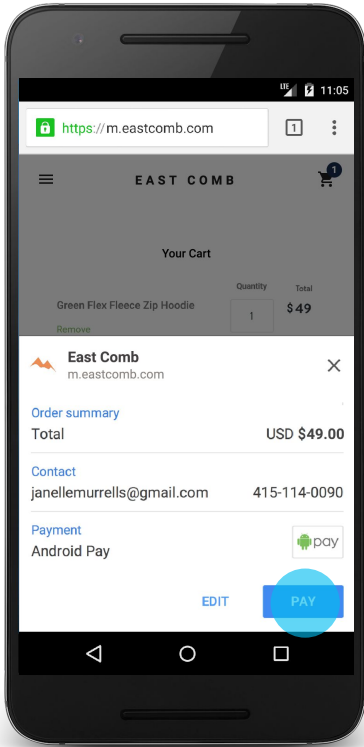 LTE 11:05
https://m.eastcomb.com 1
EAST COMB 1
Your Cart
Quantity Total
Green Flex Fleece Zip Hoodie 1 $49
Remove
East Comb
m.eastcomb.com
Order summary
Total USD $49.00
Contact
janellemurrells@gmail.com 415-114-0090
Payment
Android Pay pay
EDIT PAY